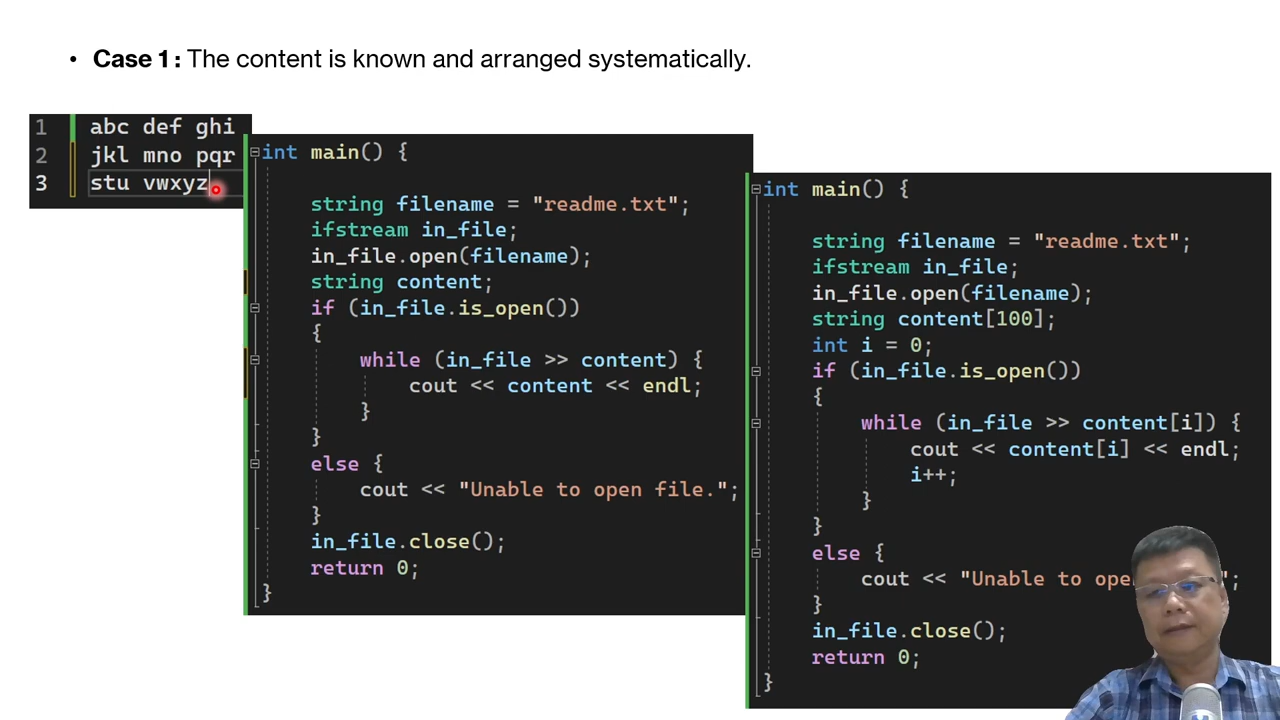 • Case 1 : The content is known and arranged systematically.
1 abc def ghi
2 jkl mno pqr
3 stu vwxyz
int main() {
string filename = "readme.txt";
ifstream in_file;
in_file.open(filename);
string content;
if (in_file.is_open())
{
while (in_file >> content) {
cout << content << endl;
}
}
else {
cout << "Unable to open file.";
}
in_file.close();
return 0;
}
int main() {
string filename = "readme.txt";
ifstream in_file;
in_file.open(filename);
string content[100];
int i = 0;
if (in_file.is_open())
{
while (in_file >> content[i]) {
cout << content[i] << endl;
i++;
}
}
else {
cout << "Unable to ";
}
in_file.close();
return 0;
}